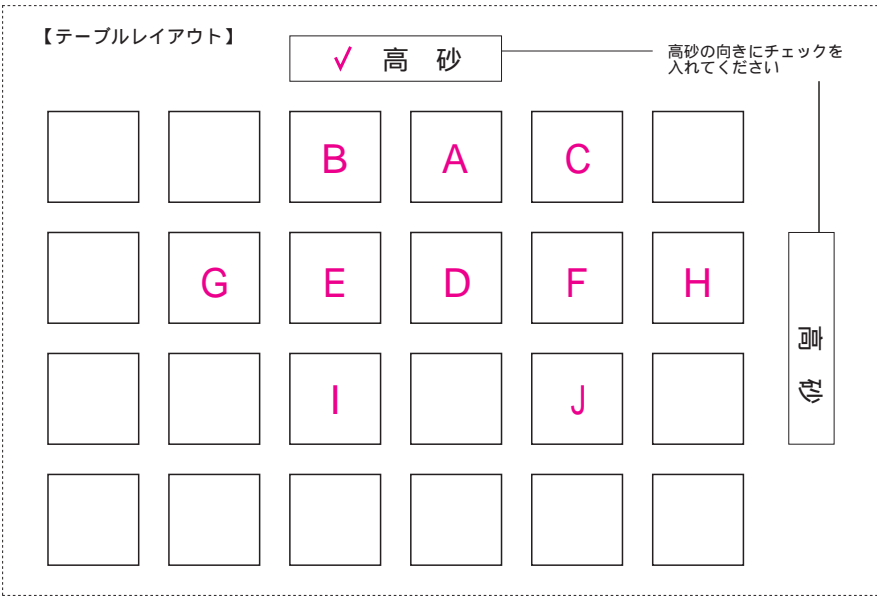 【テーブルレイアウト】
✓ 高 砂
高砂の向きにチェックを
入れてください
B A C
G E D F H
高 砂
I J